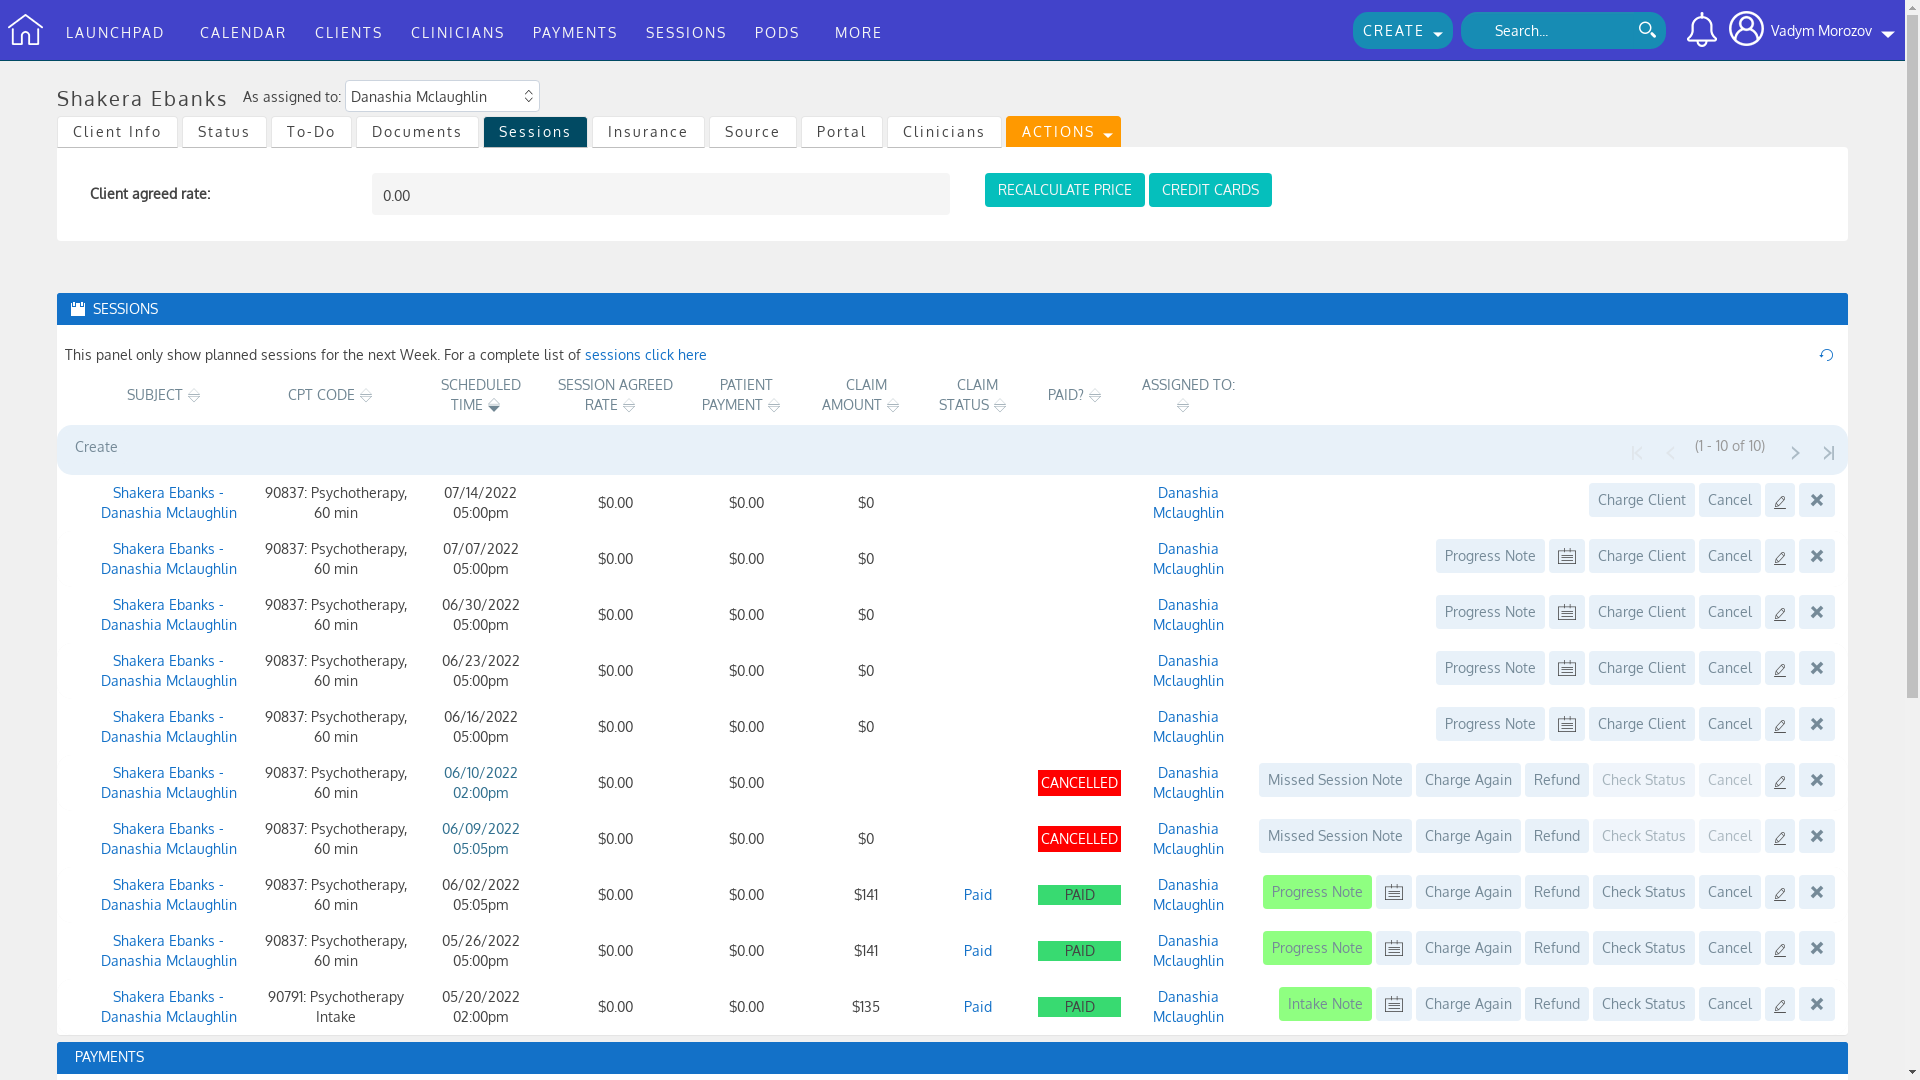 LAUNCHPAD CALENDAR CLIENTS CLINICIANS PAYMENTS SESSIONS PODS MORE CREATE Search... Vadym Morozov
Shakera Ebanks As assigned to: Danashia Mclaughlin
Client Info Status To-Do Documents Sessions Insurance Source Portal Clinicians ACTIONS
Client agreed rate: 0.00 RECALCULATE PRICE CREDIT CARDS
SESSIONS
This panel only show planned sessions for the next Week. For a complete list of sessions click here
SUBJECT CPT CODE SCHEDULED TIME SESSION AGREED RATE PATIENT PAYMENT CLAIM AMOUNT CLAIM STATUS PAID? ASSIGNED TO:
Create (1 - 10 of 10)
Shakera Ebanks - Danashia Mclaughlin 90837: Psychotherapy, 60 min 07/14/2022 05:00pm $0.00 $0.00 $0 Danashia Mclaughlin Charge Client Cancel
Shakera Ebanks - Danashia Mclaughlin 90837: Psychotherapy, 60 min 07/07/2022 05:00pm $0.00 $0.00 $0 Danashia Mclaughlin Progress Note Charge Client Cancel
Shakera Ebanks - Danashia Mclaughlin 90837: Psychotherapy, 60 min 06/30/2022 05:00pm $0.00 $0.00 $0 Danashia Mclaughlin Progress Note Charge Client Cancel
Shakera Ebanks - Danashia Mclaughlin 90837: Psychotherapy, 60 min 06/23/2022 05:00pm $0.00 $0.00 $0 Danashia Mclaughlin Progress Note Charge Client Cancel
Shakera Ebanks - Danashia Mclaughlin 90837: Psychotherapy, 60 min 06/16/2022 05:00pm $0.00 $0.00 $0 Danashia Mclaughlin Progress Note Charge Client Cancel
Shakera Ebanks - Danashia Mclaughlin 90837: Psychotherapy, 60 min 06/10/2022 02:00pm $0.00 $0.00 CANCELLED Danashia Mclaughlin Missed Session Note Charge Again Refund Check Status Cancel
Shakera Ebanks - Danashia Mclaughlin 90837: Psychotherapy, 60 min 06/09/2022 05:05pm $0.00 $0.00 $0 CANCELLED Danashia Mclaughlin Missed Session Note Charge Again Refund Check Status Cancel
Shakera Ebanks - Danashia Mclaughlin 90837: Psychotherapy, 60 min 06/02/2022 05:05pm $0.00 $0.00 $141 Paid PAID Danashia Mclaughlin Progress Note Charge Again Refund Check Status Cancel
Shakera Ebanks - Danashia Mclaughlin 90837: Psychotherapy, 60 min 05/26/2022 05:00pm $0.00 $0.00 $141 Paid PAID Danashia Mclaughlin Progress Note Charge Again Refund Check Status Cancel
Shakera Ebanks - Danashia Mclaughlin 90791: Psychotherapy Intake 05/20/2022 02:00pm $0.00 $0.00 $135 Paid PAID Danashia Mclaughlin Intake Note Charge Again Refund Check Status Cancel
PAYMENTS